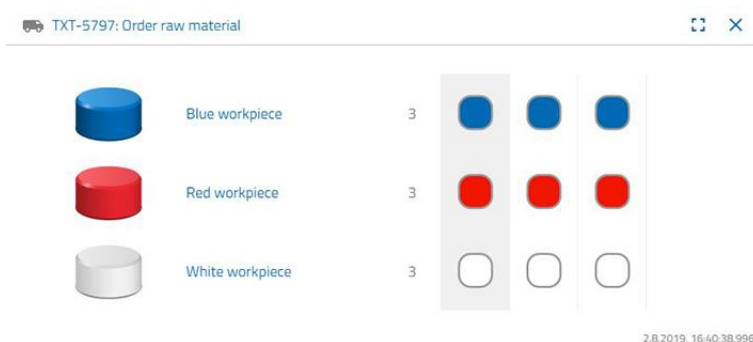 TXT-5797: Order raw material
Blue workpiece 3
Red workpiece 3
White workpiece 3
2.8.2019, 16:40:38.996